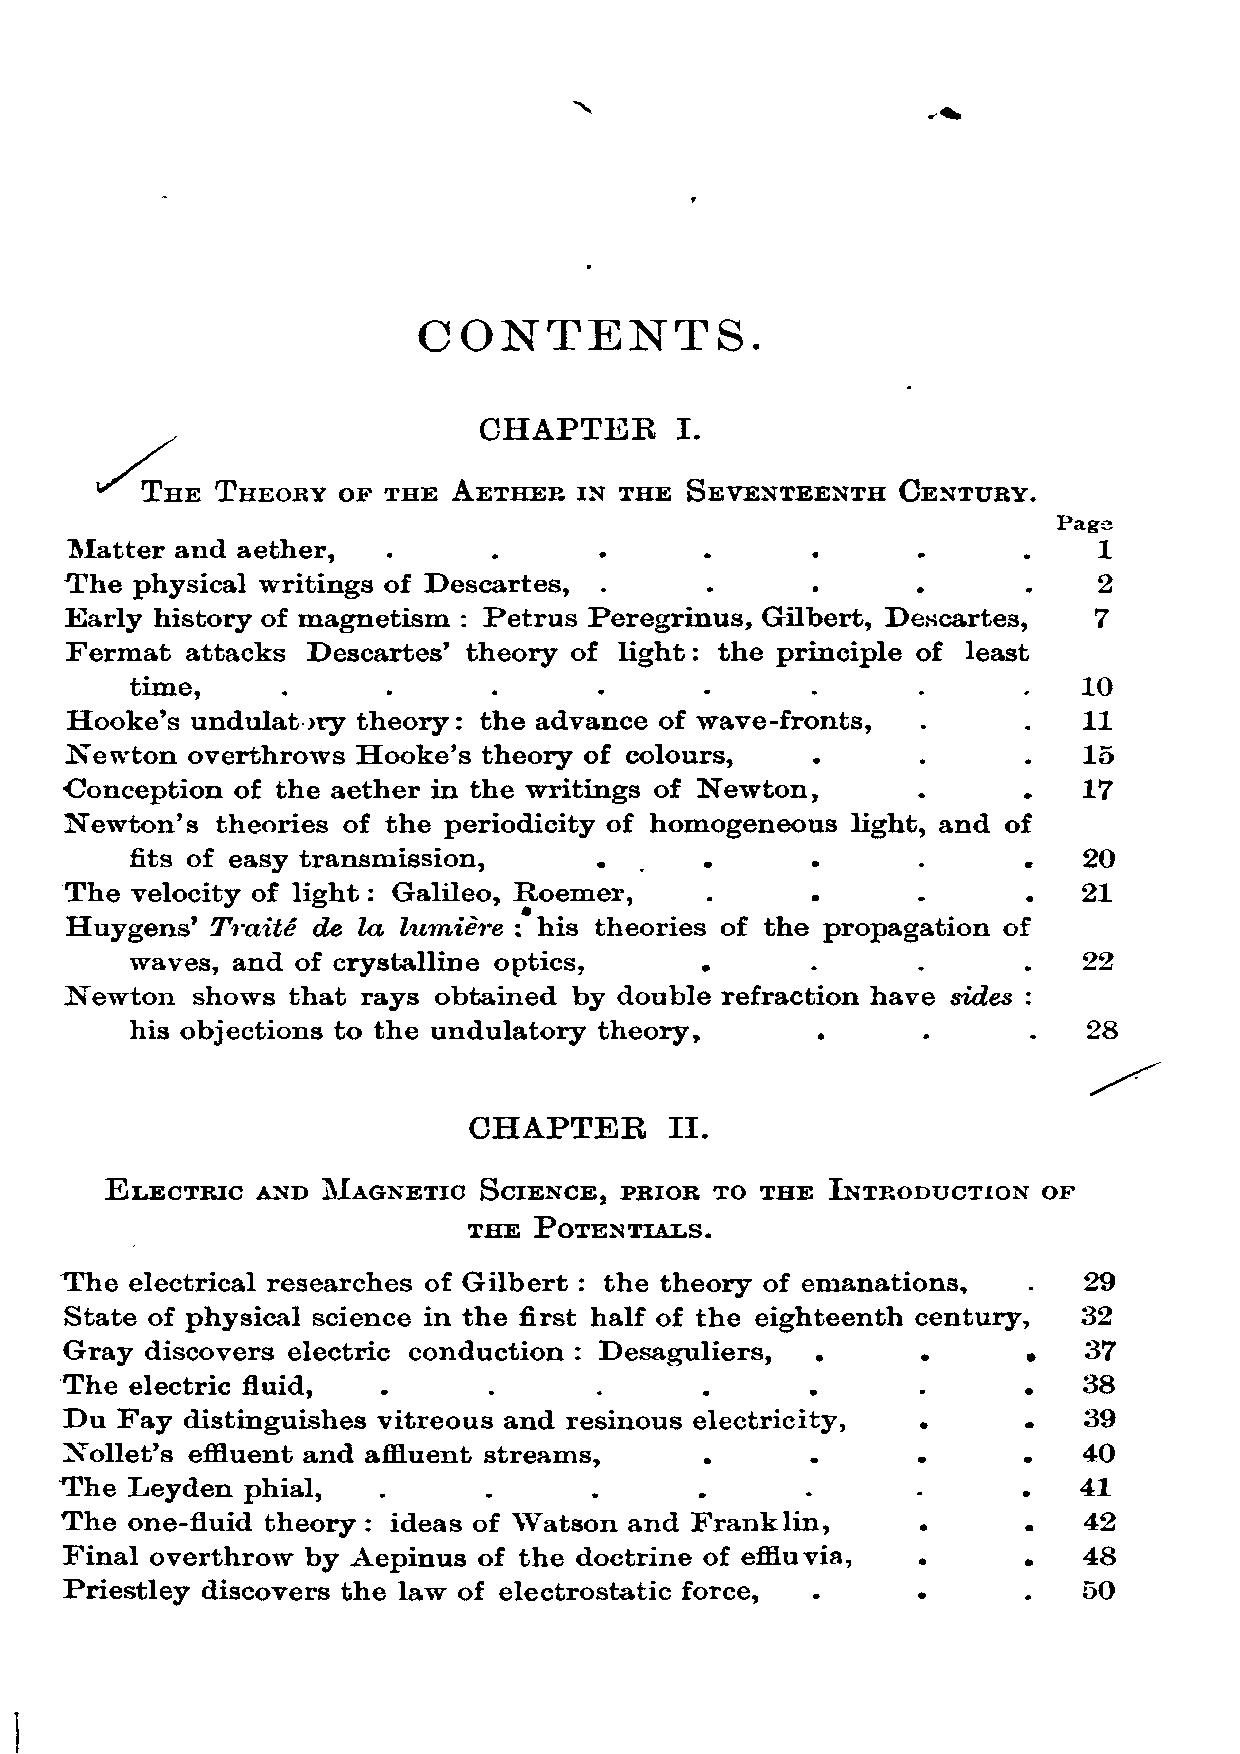 CONTENTS.
CHAPTER I.
THE THEORY OF THE AETHER IN THE SEVENTEENTH CENTURY.
Page
Matter and aether, . . . . . . . 1
The physical writings of Descartes, . . . . . 2
Early history of magnetism : Petrus Peregrinus, Gilbert, Descartes, 7
Fermat attacks Descartes' theory of light : the principle of least
time, . . . . . . . . 10
Hooke's undulatory theory : the advance of wave-fronts, . . 11
Newton overthrows Hooke's theory of colours, . . . 15
Conception of the aether in the writings of Newton, . . 17
Newton's theories of the periodicity of homogeneous light, and of
fits of easy transmission, . . . . . 20
The velocity of light : Galileo, Roemer, . . . . 21
Huygens' Traité de la lumière : his theories of the propagation of
waves, and of crystalline optics, . . . . 22
Newton shows that rays obtained by double refraction have sides :
his objections to the undulatory theory, . . . 28
CHAPTER II.
ELECTRIC AND MAGNETIC SCIENCE, PRIOR TO THE INTRODUCTION OF
THE POTENTIALS.
The electrical researches of Gilbert : the theory of emanations, . 29
State of physical science in the first half of the eighteenth century, 32
Gray discovers electric conduction : Desaguliers, . . . 37
The electric fluid, . . . . . . . 38
Du Fay distinguishes vitreous and resinous electricity, . . 39
Nollet's effluent and affluent streams, . . . . 40
The Leyden phial, . . . . . . . 41
The one-fluid theory : ideas of Watson and Franklin, . . 42
Final overthrow by Aepinus of the doctrine of effluvia, . . 48
Priestley discovers the law of electrostatic force, . . . 50